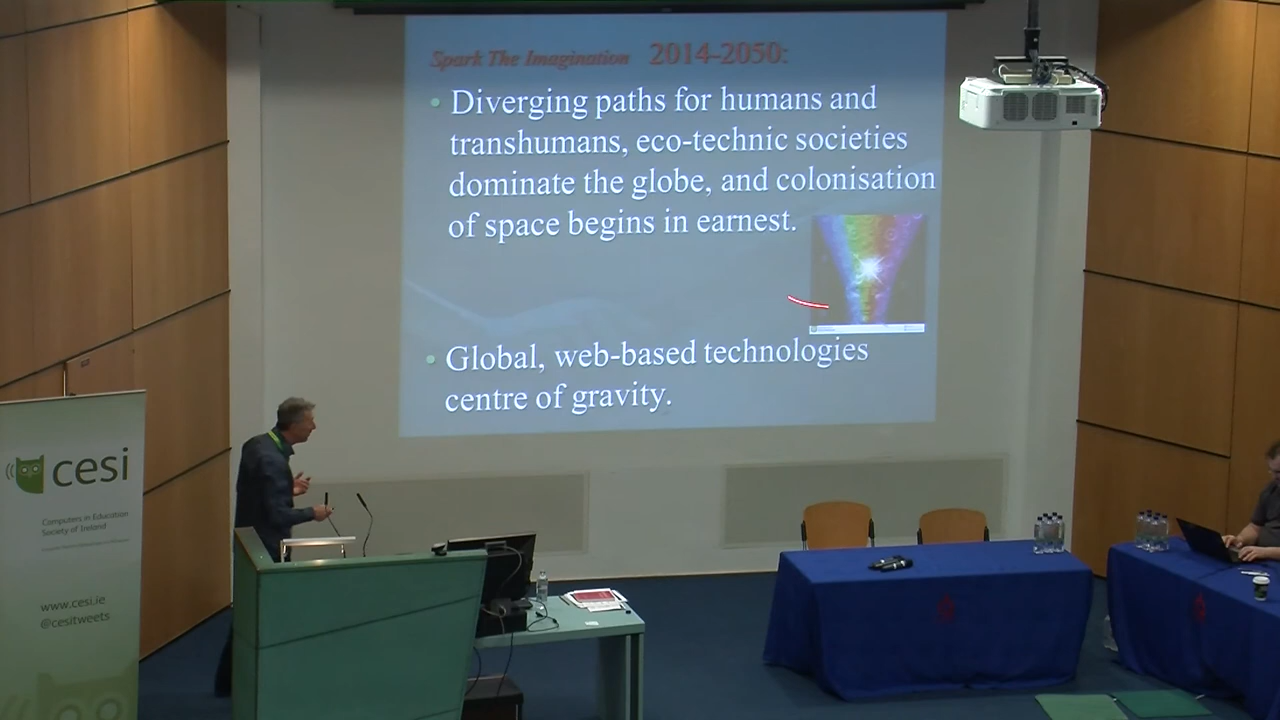 Spark The Imagination 2014-2050:
• Diverging paths for humans and
transhumans, eco-technic societies
dominate the globe, and colonisation
of space begins in earnest.
• Global, web-based technologies
centre of gravity.
cesi
Computers in Education
Society of Ireland
www.cesi.ie
@cesitweets